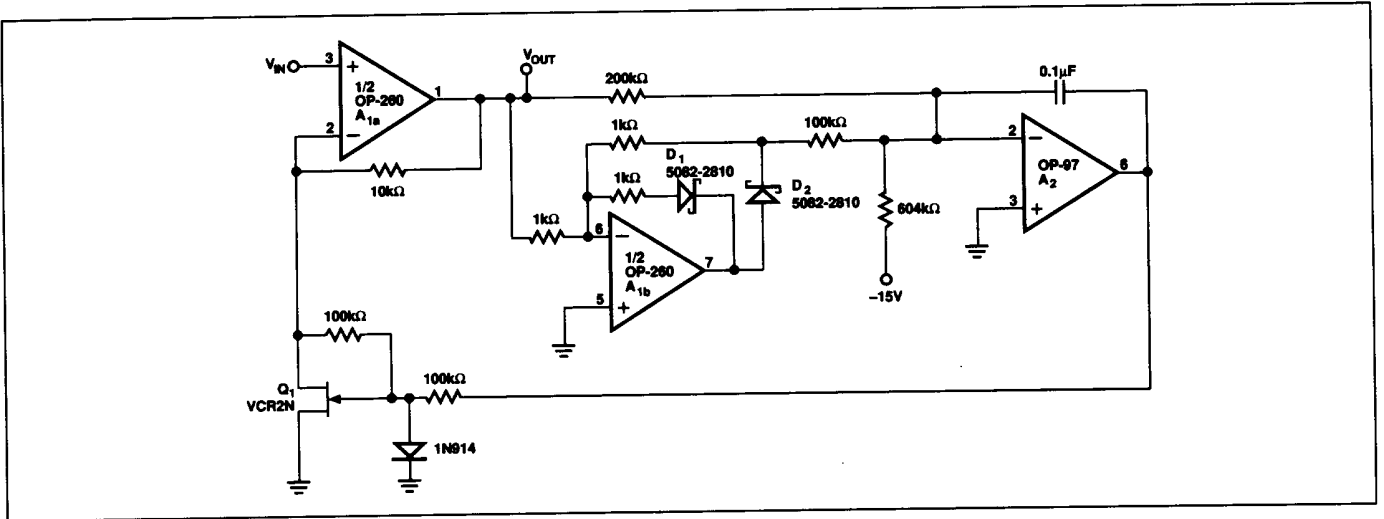 V_IN
3
+
1/2
OP-260
A_1a
2
−
1
V_OUT
10kΩ
200kΩ
0.1µF
1kΩ
100kΩ
D_1
5082-2810
1kΩ
D_2
5082-2810
1kΩ
6
−
1/2
OP-260
A_1b
7
5
+
604kΩ
−15V
2
−
OP-97
A_2
6
3
+
100kΩ
100kΩ
Q_1
VCR2N
1N914